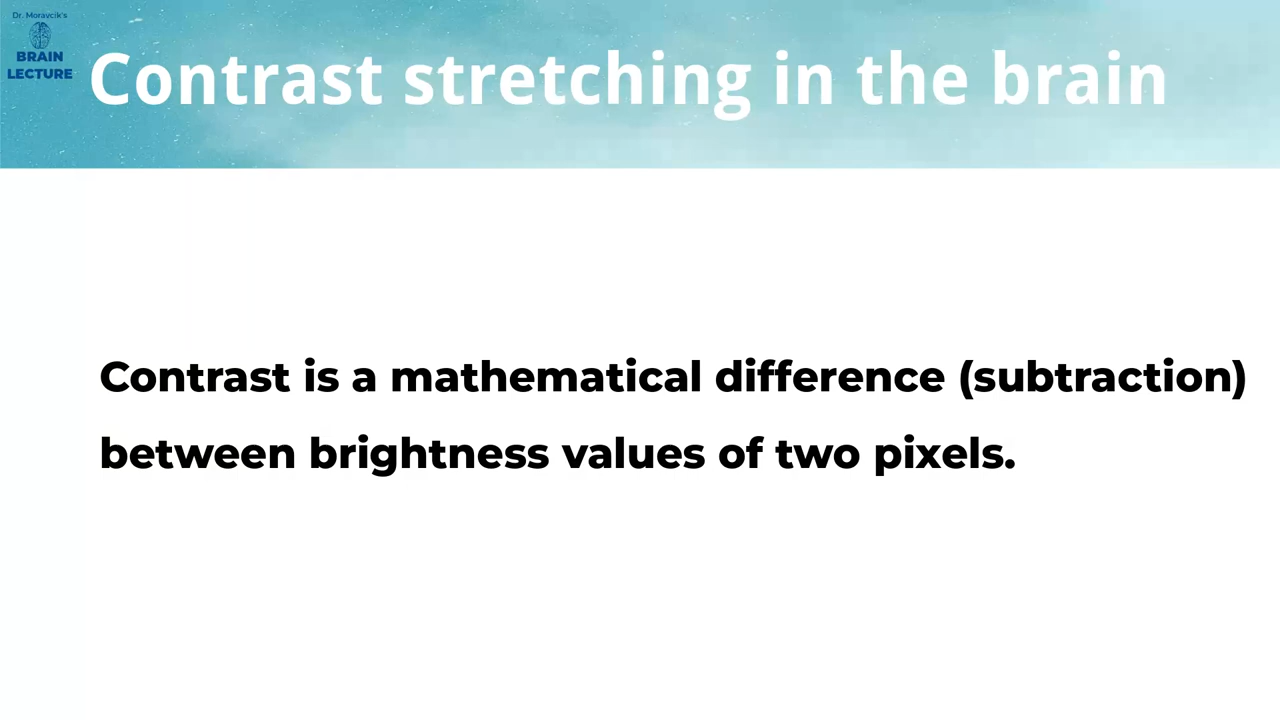 Dr. Moravcik's
BRAIN
LECTURE
Contrast stretching in the brain
Contrast is a mathematical difference (subtraction)
between brightness values of two pixels.